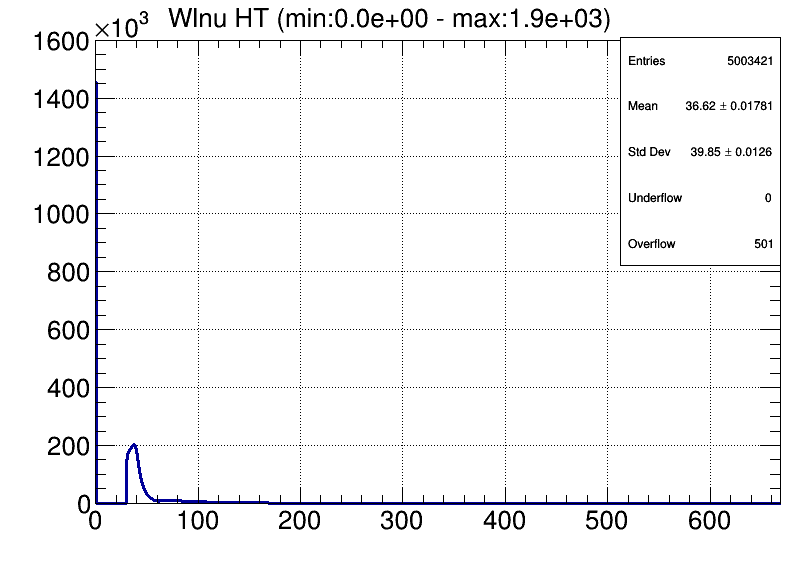 ×10³ Wlnu HT (min:0.0e+00 - max:1.9e+03)
Entries 5003421
Mean 36.62 ± 0.01781
Std Dev 39.85 ± 0.0126
Underflow 0
Overflow 501
1600
1400
1200
1000
800
600
400
200
0
0 100 200 300 400 500 600